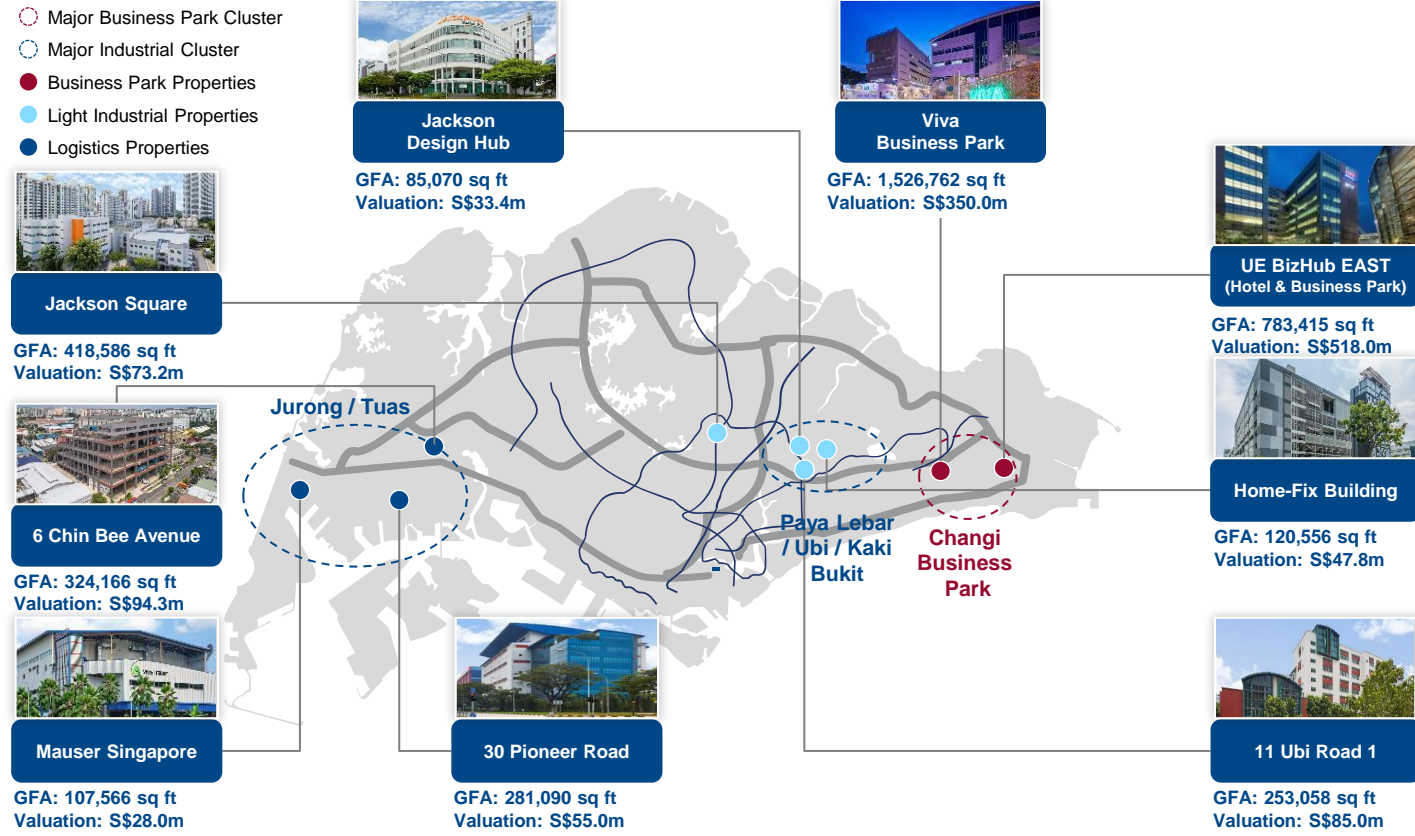 Major Business Park Cluster
Major Industrial Cluster
Business Park Properties
Light Industrial Properties
Logistics Properties
Jackson
Design Hub
GFA: 85,070 sq ft
Valuation: S$33.4m
Viva
Business Park
GFA: 1,526,762 sq ft
Valuation: S$350.0m
UE BizHub EAST
(Hotel & Business Park)
GFA: 783,415 sq ft
Valuation: S$518.0m
Jackson Square
GFA: 418,586 sq ft
Valuation: S$73.2m
Jurong / Tuas
6 Chin Bee Avenue
GFA: 324,166 sq ft
Valuation: S$94.3m
Paya Lebar
/ Ubi / Kaki
Bukit
Changi
Business
Park
Home-Fix Building
GFA: 120,556 sq ft
Valuation: S$47.8m
Mauser Singapore
GFA: 107,566 sq ft
Valuation: S$28.0m
30 Pioneer Road
GFA: 281,090 sq ft
Valuation: S$55.0m
11 Ubi Road 1
GFA: 253,058 sq ft
Valuation: S$85.0m